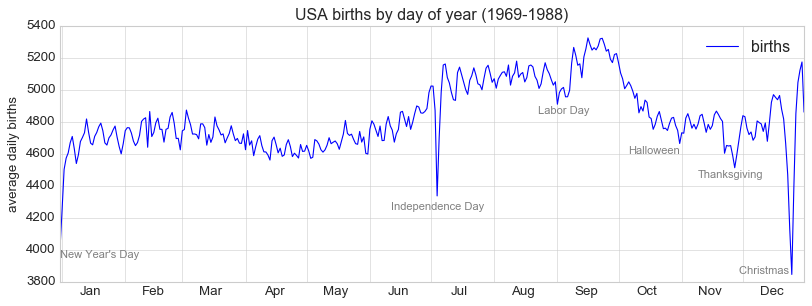 USA births by day of year (1969-1988)
5400
5200
5000
4800
4600
4400
4200
4000
3800
average daily births
births
Labor Day
Halloween
Thanksgiving
Independence Day
New Year's Day
Christmas
Jan Feb Mar Apr May Jun Jul Aug Sep Oct Nov Dec